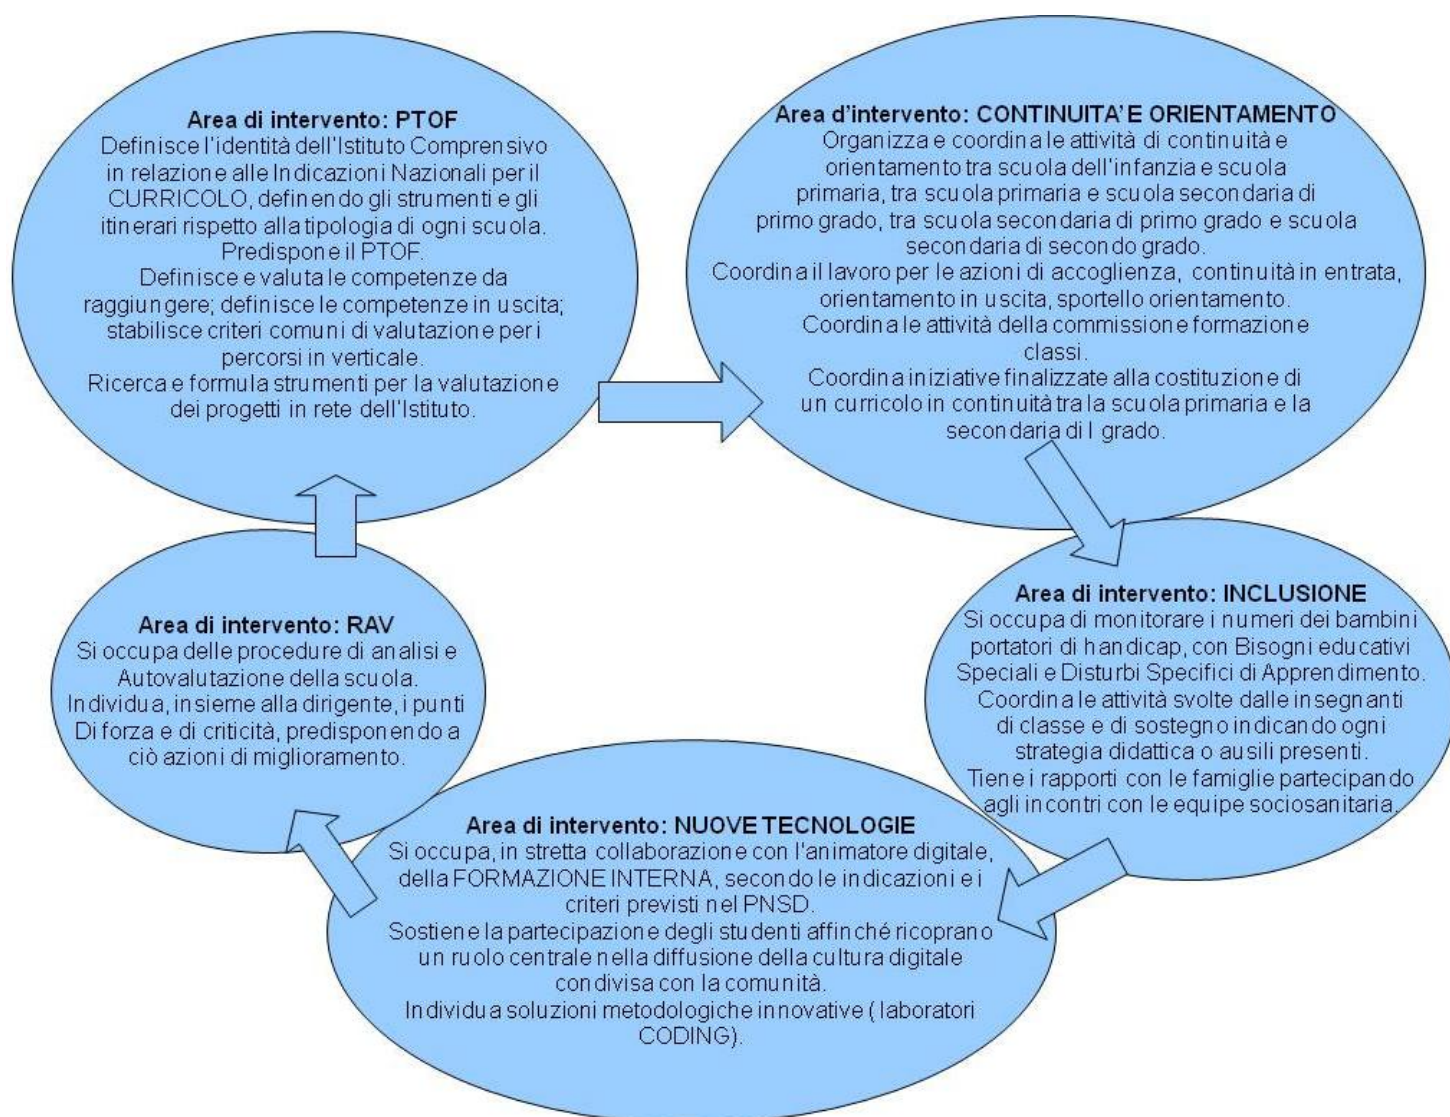 Area di intervento: PTOF
Definisce l'identità dell'Istituto Comprensivo
in relazione alle Indicazioni Nazionali per il
CURRICOLO, definendo gli strumenti e gli
itinerari rispetto alla tipologia di ogni scuola.
Predispone il PTOF.
Definisce e valuta le competenze da
raggiungere; definisce le competenze in uscita;
stabilisce criteri comuni di valutazione per i
percorsi in verticale.
Ricerca e formula strumenti per la valutazione
dei progetti in rete dell'Istituto.
Area d'intervento: CONTINUITA' E ORIENTAMENTO
Organizza e coordina le attività di continuità e
orientamento tra scuola dell'infanzia e scuola
primaria, tra scuola primaria e scuola secondaria di
primo grado, tra scuola secondaria di primo grado e scuola
secondaria di secondo grado.
Coordina il lavoro per le azioni di accoglienza, continuità in entrata,
orientamento in uscita, sportello orientamento.
Coordina le attività della commissione formazione
classi.
Coordina iniziative finalizzate alla costituzione di
un curricolo in continuità tra la scuola primaria e la
secondaria di I grado.
Area di intervento: INCLUSIONE
Si occupa di monitorare i numeri dei bambini
portatori di handicap, con Bisogni educativi
Speciali e Disturbi Specifici di Apprendimento.
Coordina le attività svolte dalle insegnanti
di classe e di sostegno indicando ogni
strategia didattica o ausili presenti.
Tiene i rapporti con le famiglie partecipando
agli incontri con le equipe sociosanitaria.
Area di intervento: NUOVE TECNOLOGIE
Si occupa, in stretta collaborazione con l'animatore digitale,
della FORMAZIONE INTERNA, secondo le indicazioni e i
criteri previsti nel PNSD.
Sostiene la partecipazione degli studenti affinché ricoprano
un ruolo centrale nella diffusione della cultura digitale
condivisa con la comunità.
Individua soluzioni metodologiche innovative ( laboratori
CODING).
Area di intervento: RAV
Si occupa delle procedure di analisi e
Autovalutazione della scuola.
Individua, insieme alla dirigente, i punti
Di forza e di criticità, predisponendo a
ciò azioni di miglioramento.